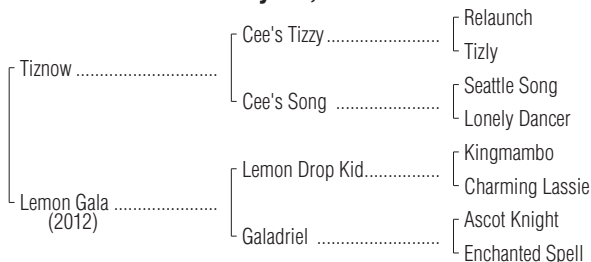 Relaunch
Cee's Tizzy
Tizly
Tiznow
Seattle Song
Cee's Song
Lonely Dancer
Kingmambo
Lemon Drop Kid
Charming Lassie
Lemon Gala
(2012)
Ascot Knight
Galadriel
Enchanted Spell